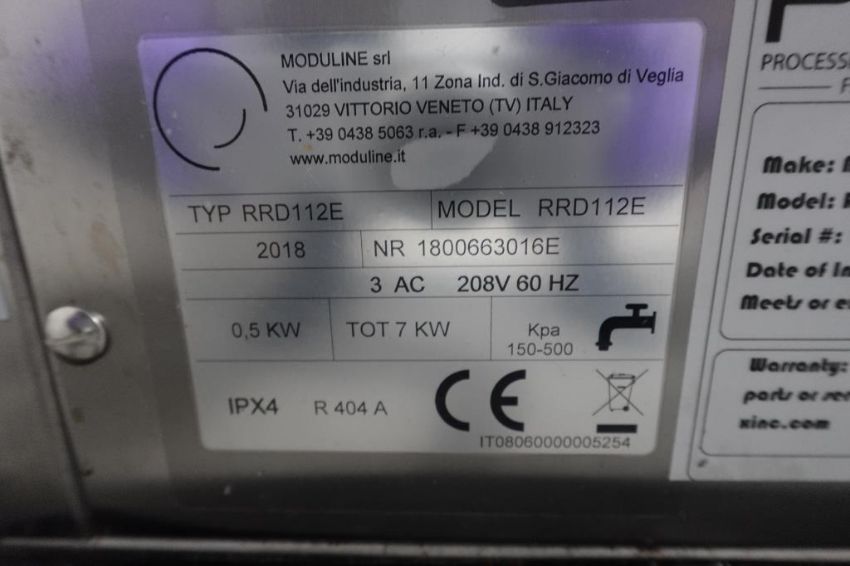 MODULINE srl
Via dell'industria, 11 Zona Ind. di S.Giacomo di Veglia
31029 VITTORIO VENETO (TV) ITALY
T. +39 0438 5063 r.a. - F +39 0438 912323
www.moduline.it
TYP RRD112E MODEL RRD112E
2018 NR 1800663016E
3 AC 208V 60 HZ
0,5 KW TOT 7 KW Kpa
150-500
IPX4 R 404 A CE
IT08060000005254
Make:
Model:
Serial #:
Date of
Meets or
Warranty:
parts or
xinc.com